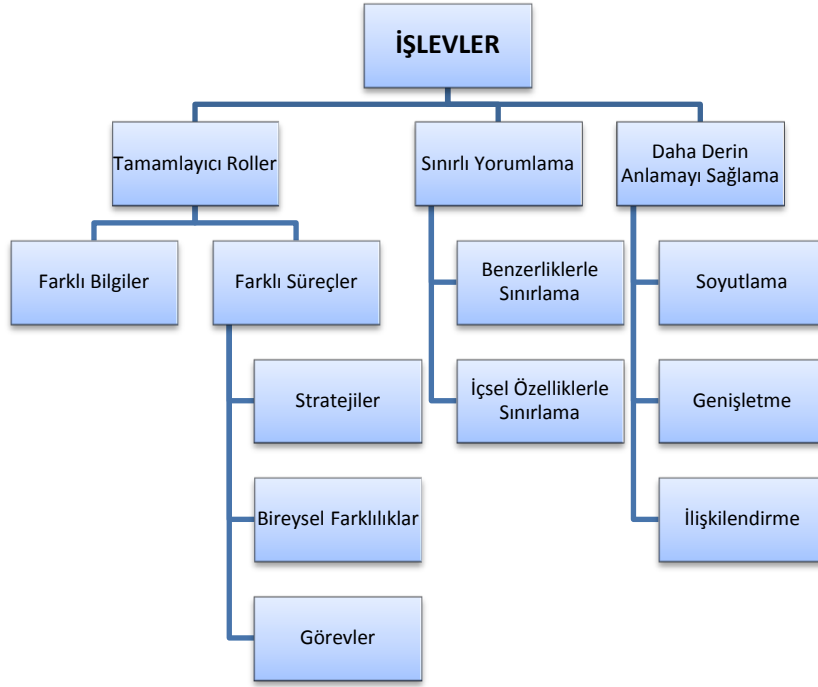 İŞLEVLER
Tamamlayıcı Roller
Sınırlı Yorumlama
Daha Derin
Anlamayı Sağlama
Farklı Bilgiler
Farklı Süreçler
Benzerliklerle
Sınırlama
Soyutlama
Stratejiler
İçsel Özelliklerle
Sınırlama
Genişletme
Bireysel Farklılıklar
İlişkilendirme
Görevler